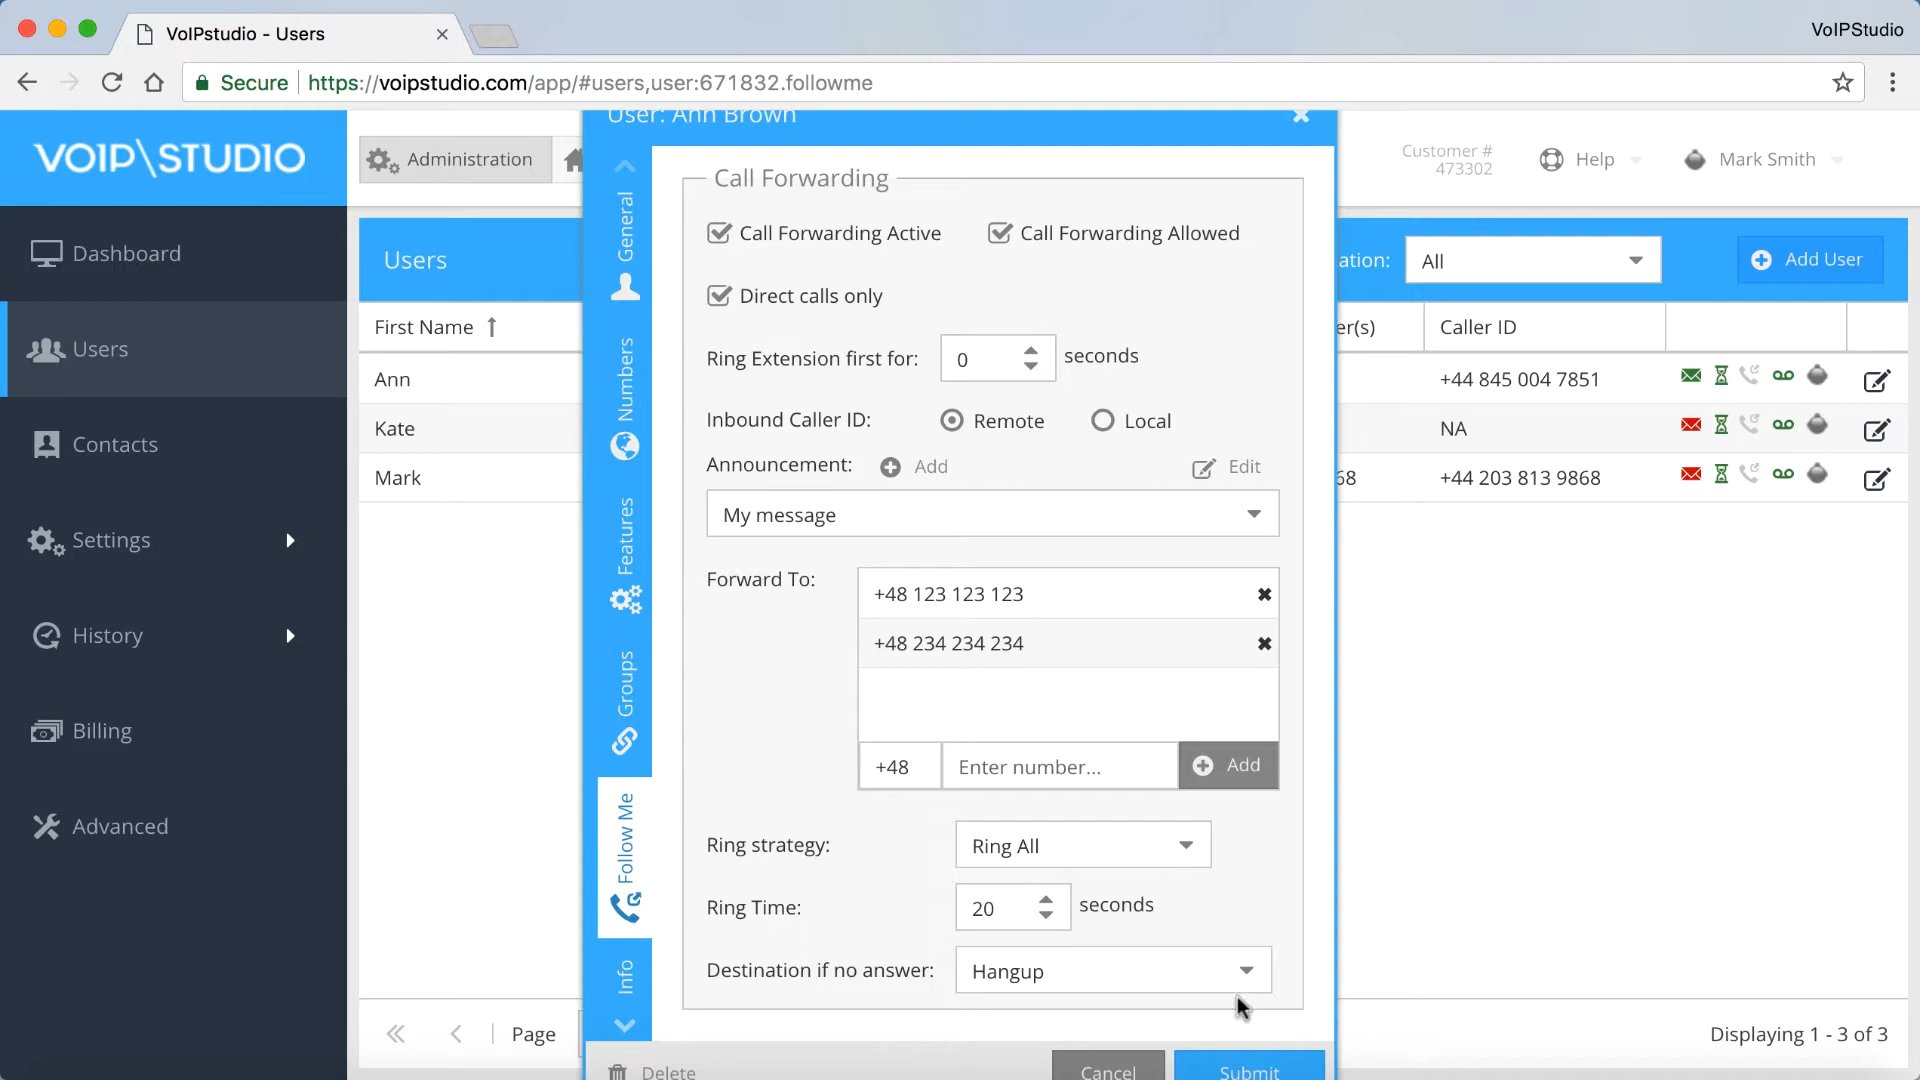 VoIPstudio - Users
VoIPStudio
Secure
https://voipstudio.com/app/#users,user:671832.followme
VOIP\STUDIO
Administration
User: Ann Brown
Customer #
473302
Help
Mark Smith
Dashboard
Users
Contacts
Settings
History
Billing
Advanced
Users
ation:
All
Add User
First Name
er(s)
Caller ID
Ann
+44 845 004 7851
Kate
NA
Mark
68
+44 203 813 9868
General
Numbers
Features
Groups
Follow Me
Info
Call Forwarding
Call Forwarding Active
Call Forwarding Allowed
Direct calls only
Ring Extension first for:
0
seconds
Inbound Caller ID:
Remote
Local
Announcement:
Add
Edit
My message
Forward To:
+48 123 123 123
+48 234 234 234
+48
Enter number...
Add
Ring strategy:
Ring All
Ring Time:
20
seconds
Destination if no answer:
Hangup
Page
Displaying 1 - 3 of 3
Delete
Cancel
Submit